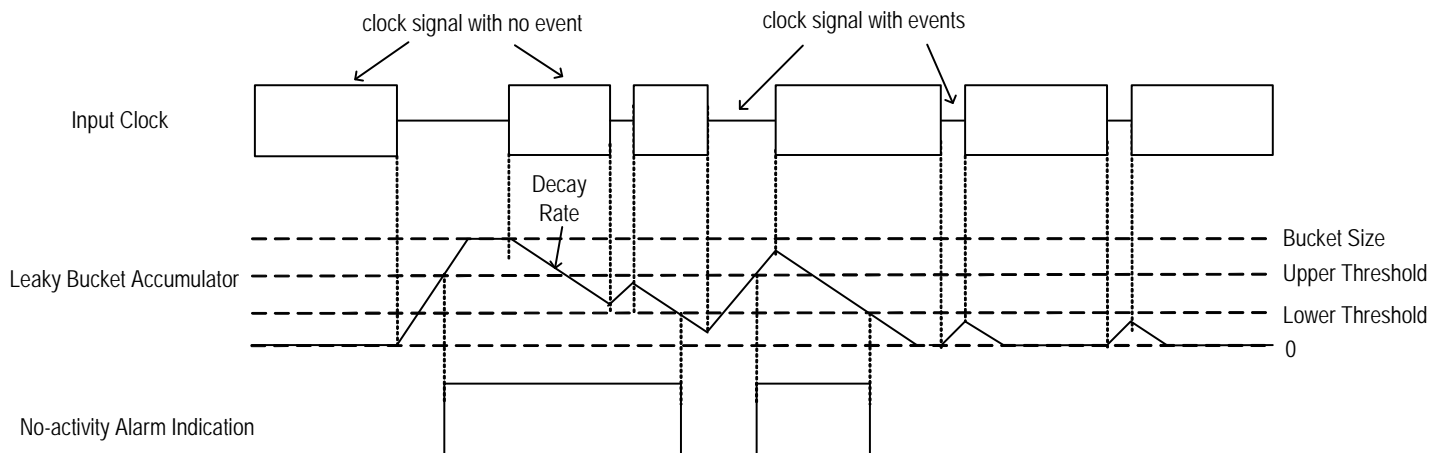 clock signal with no event
clock signal with events
Input Clock
Decay
Rate
Bucket Size
Leaky Bucket Accumulator
Upper Threshold
Lower Threshold
0
No-activity Alarm Indication